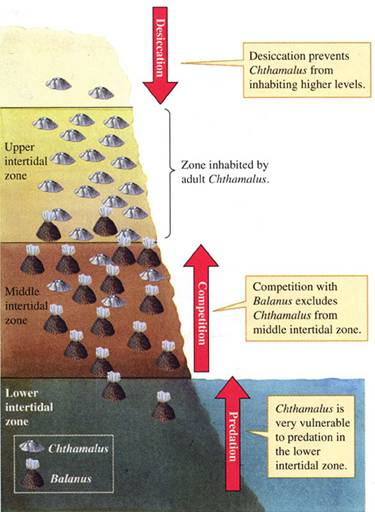 Desiccation
Desiccation prevents
Chthamalus from
inhabiting higher levels.
Upper
intertidal
zone
Zone inhabited by
adult Chthamalus.
Middle
intertidal
zone
Competition
Competition with
Balanus excludes
Chthamalus from
middle intertidal zone.
Lower
intertidal
zone
Predation
Chthamalus is
very vulnerable
to predation in
the lower
intertidal zone.
Chthamalus
Balanus